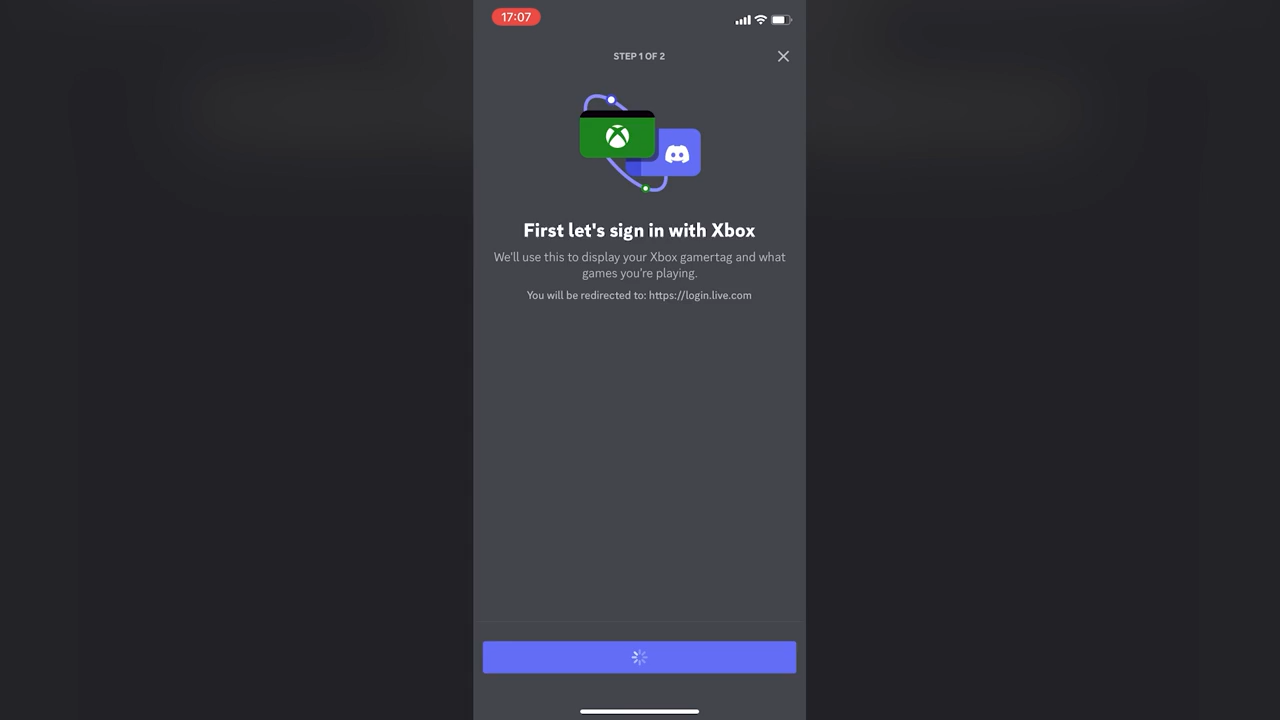 17:07
STEP 1 OF 2
First let's sign in with Xbox
We'll use this to display your Xbox gamertag and what
games you're playing.
You will be redirected to: https://login.live.com